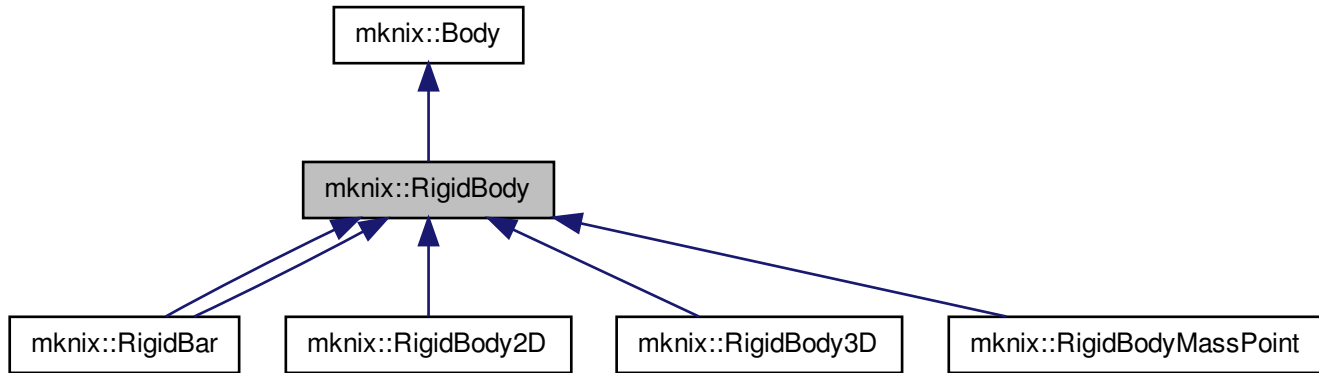 mknix::Body
mknix::RigidBody
mknix::RigidBar
mknix::RigidBody2D
mknix::RigidBody3D
mknix::RigidBodyMassPoint